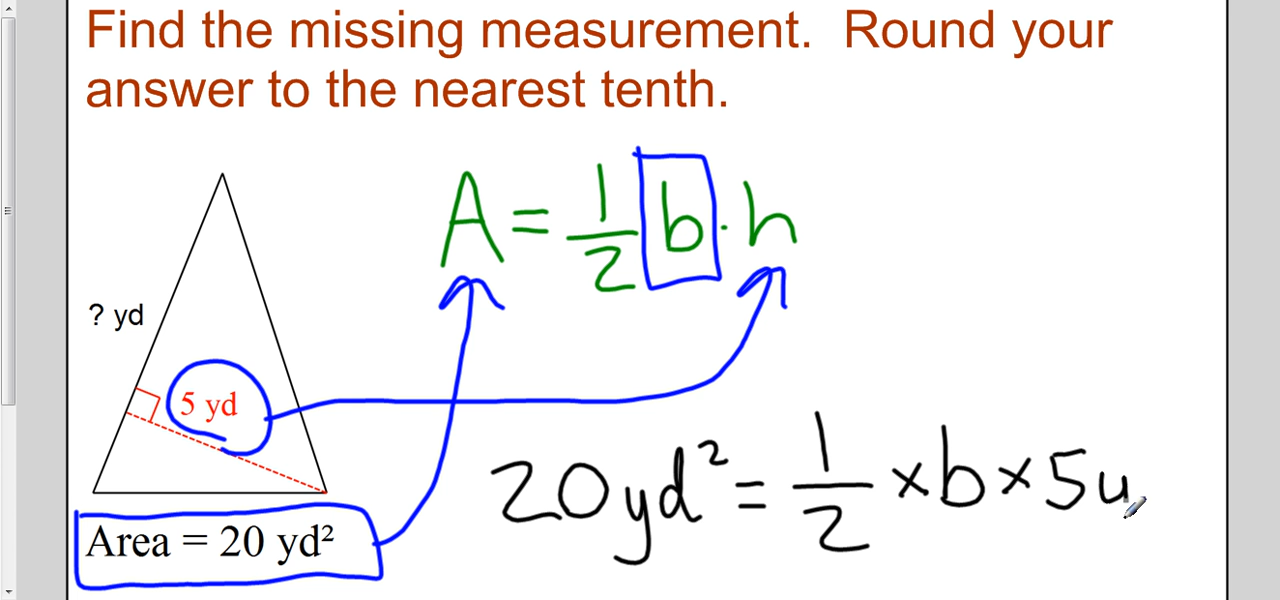 Find the missing measurement. Round your
answer to the nearest tenth.
A = 1/2 b · h
? yd
5 yd
20 yd² = 1/2 × b × 5 y
Area = 20 yd²